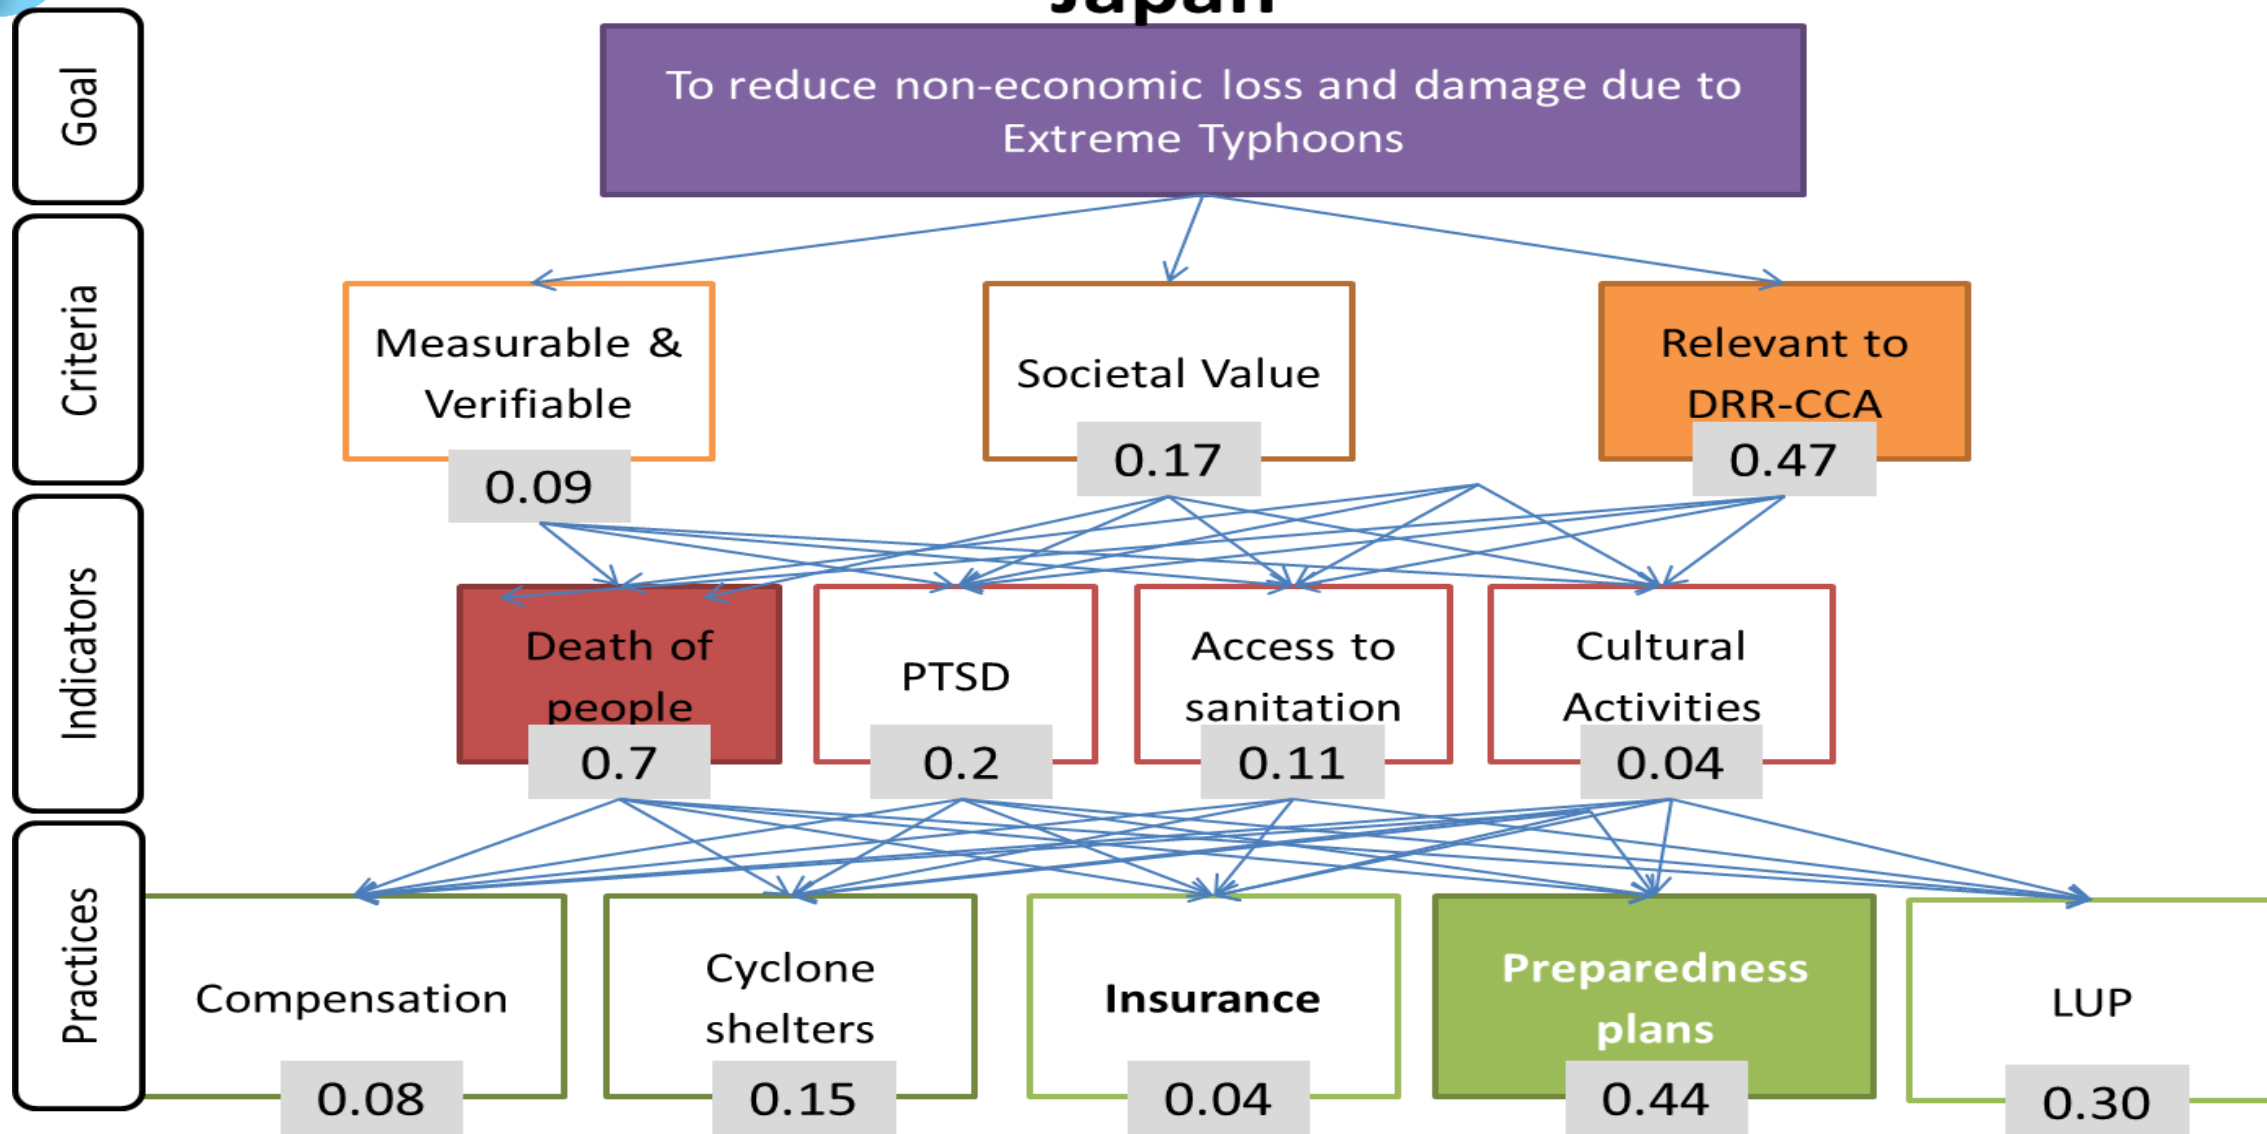 Japan
Goal
To reduce non-economic loss and damage due to
Extreme Typhoons
Criteria
Measurable &
Verifiable
0.09
Societal Value
0.17
Relevant to
DRR-CCA
0.47
Indicators
Death of
people
0.7
PTSD
0.2
Access to
sanitation
0.11
Cultural
Activities
0.04
Practices
Compensation
0.08
Cyclone
shelters
0.15
Insurance
0.04
Preparedness
plans
0.44
LUP
0.30